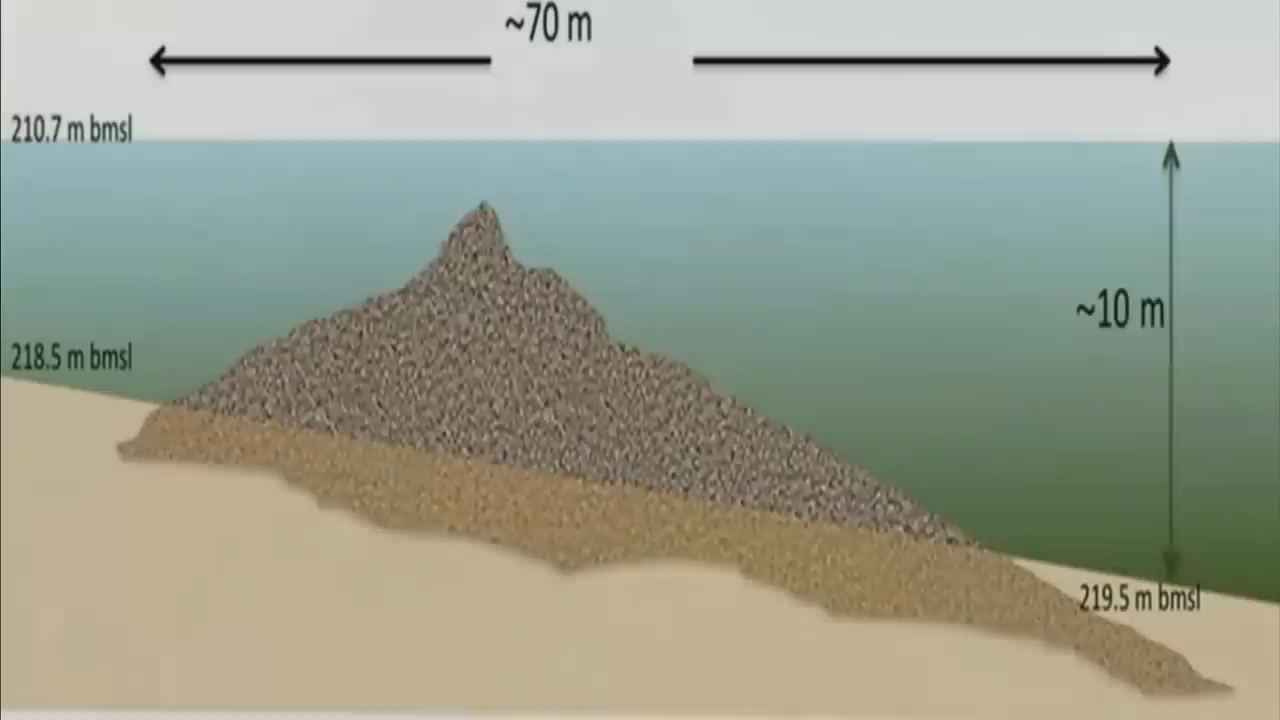 ~70 m
210.7 m bmsl
~10 m
218.5 m bmsl
219.5 m bmsl